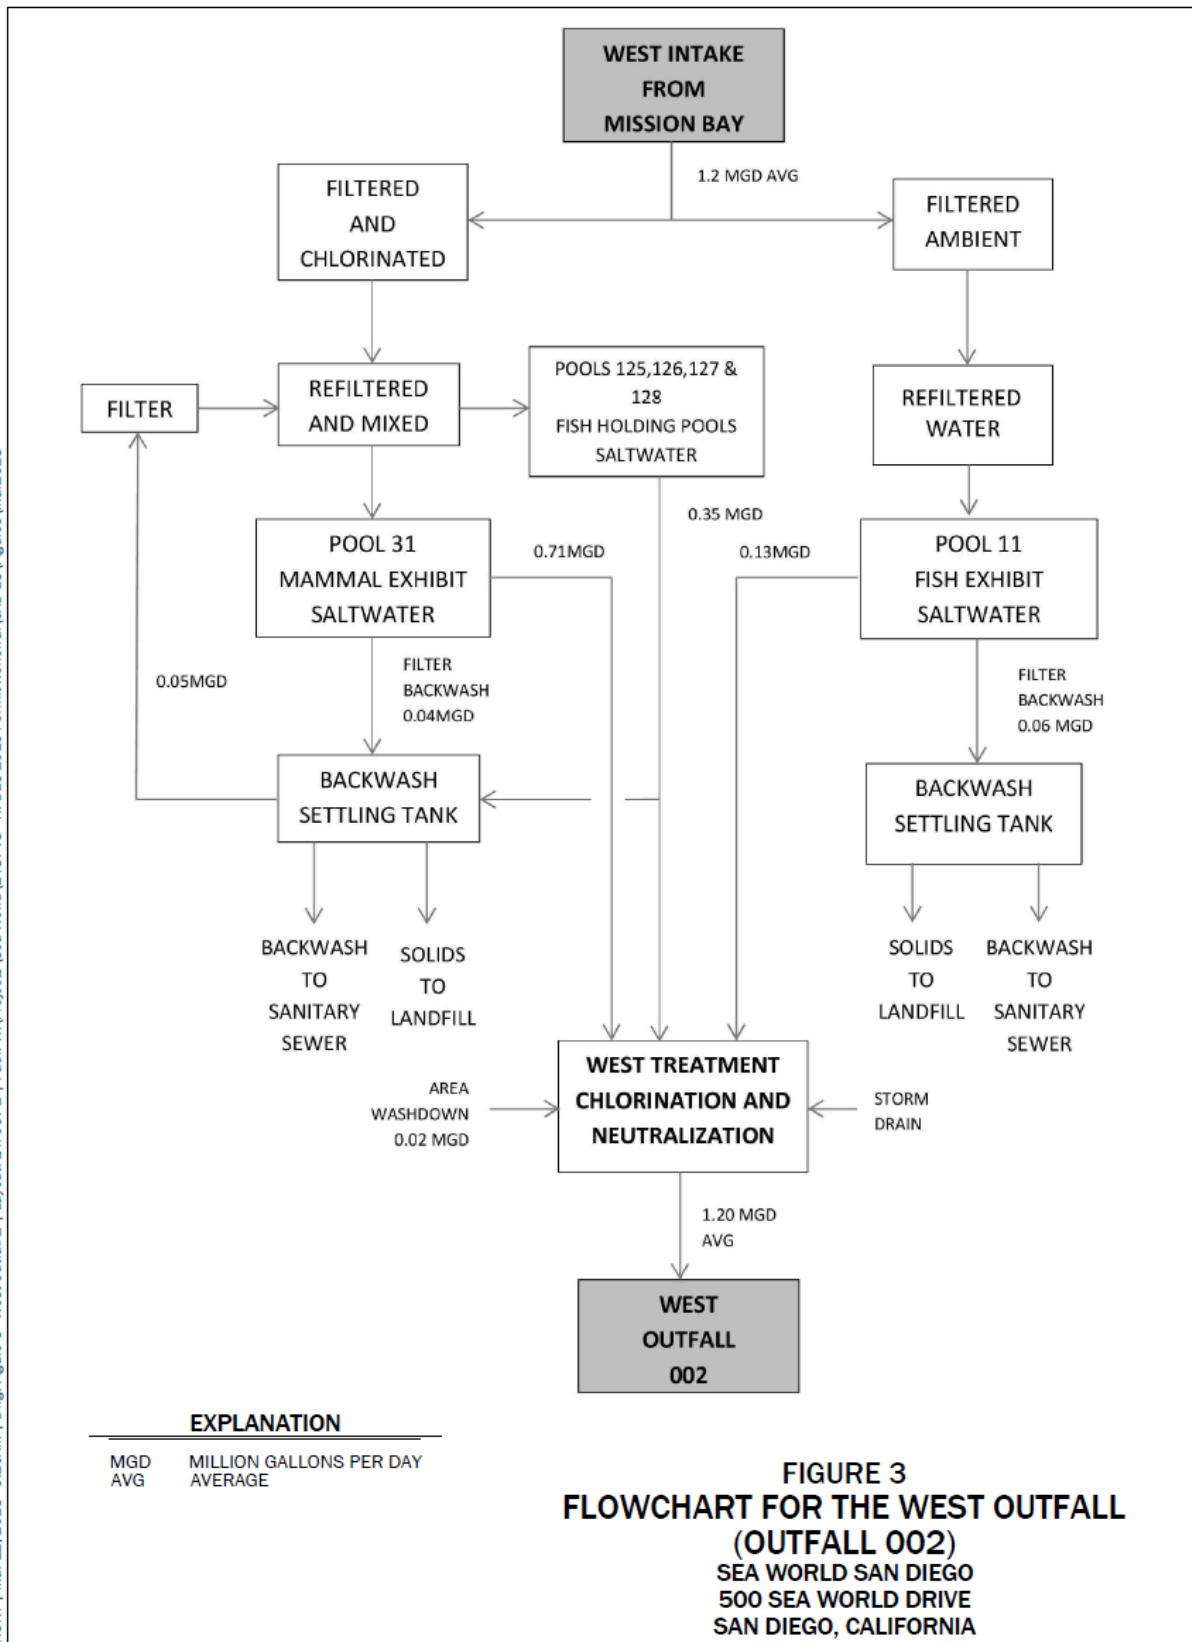 WEST INTAKE
FROM
MISSION BAY
1.2 MGD AVG
FILTERED
AND
CHLORINATED
FILTERED
AMBIENT
FILTER
REFILTERED
AND MIXED
POOLS 125,126,127 &
128
FISH HOLDING POOLS
SALTWATER
REFILTERED
WATER
0.35 MGD
POOL 31
MAMMAL EXHIBIT
SALTWATER
0.71MGD
0.13MGD
POOL 11
FISH EXHIBIT
SALTWATER
0.05MGD
FILTER
BACKWASH
0.04MGD
FILTER
BACKWASH
0.06 MGD
BACKWASH
SETTLING TANK
BACKWASH
SETTLING TANK
BACKWASH
TO
SANITARY
SEWER
SOLIDS
TO
LANDFILL
SOLIDS
TO
LANDFILL
BACKWASH
TO
SANITARY
SEWER
WEST TREATMENT
CHLORINATION AND
NEUTRALIZATION
AREA
WASHDOWN
0.02 MGD
STORM
DRAIN
1.20 MGD
AVG
WEST
OUTFALL
002
EXPLANATION
MGD MILLION GALLONS PER DAY
AVG AVERAGE
FIGURE 3
FLOWCHART FOR THE WEST OUTFALL
(OUTFALL 002)
SEA WORLD SAN DIEGO
500 SEA WORLD DRIVE
SAN DIEGO, CALIFORNIA